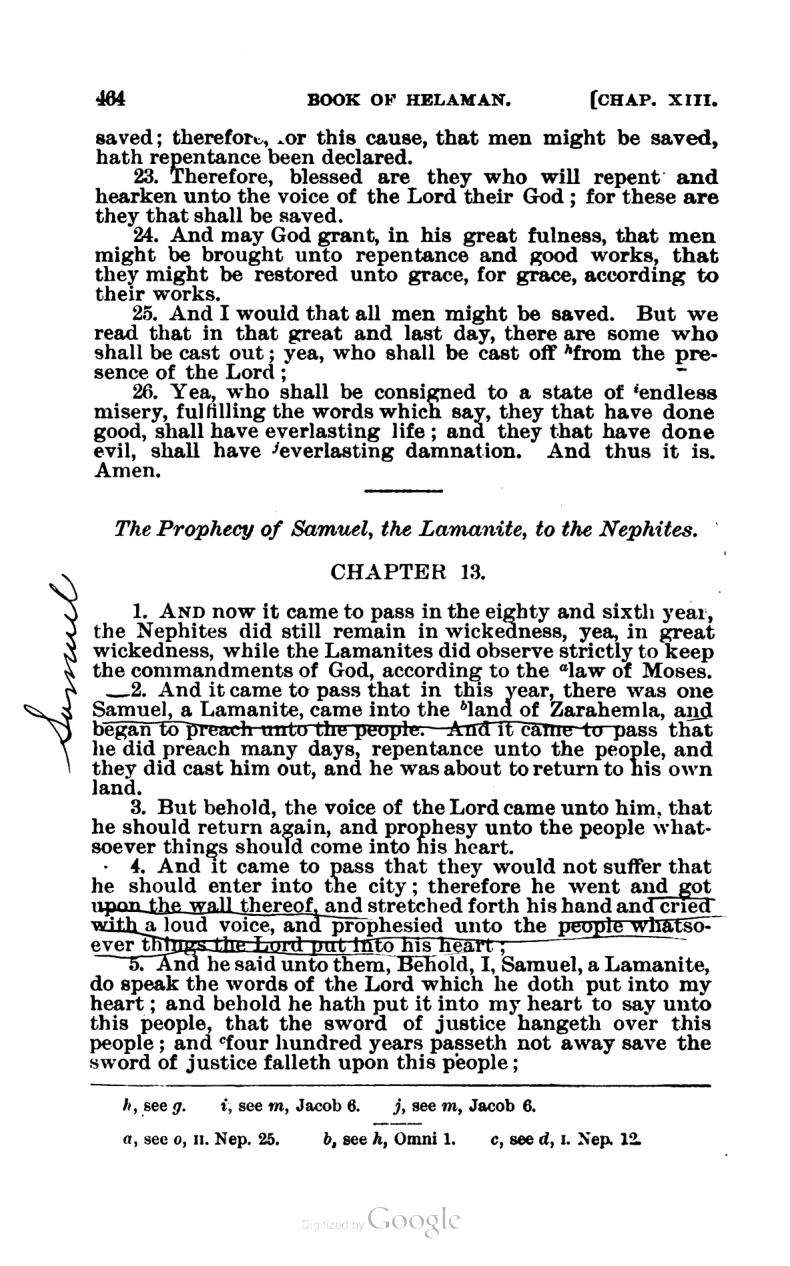 464 BOOK OF HELAMAN. [CHAP. XIII.
saved; therefore, .or this cause, that men might be saved,
hath repentance been declared.
23. Therefore, blessed are they who will repent and
hearken unto the voice of the Lord their God; for these are
they that shall be saved.
24. And may God grant, in his great fulness, that men
might be brought unto repentance and good works, that
they might be restored unto grace, for grace, according to
their works.
25. And I would that all men might be saved. But we
read that in that great and last day, there are some who
shall be cast out; yea, who shall be cast off hfrom the pre-
sence of the Lord;
26. Yea, who shall be consigned to a state of iendless
misery, fulfilling the words which say, they that have done
good, shall have everlasting life; and they that have done
evil, shall have jeverlasting damnation. And thus it is.
Amen.
The Prophecy of Samuel, the Lamanite, to the Nephites.
CHAPTER 13.
Samuel
1. AND now it came to pass in the eighty and sixth year,
the Nephites did still remain in wickedness, yea, in great
wickedness, while the Lamanites did observe strictly to keep
the commandments of God, according to the alaw of Moses.
2. And it came to pass that in this year, there was one
Samuel, a Lamanite, came into the bland of Zarahemla, and
began to preach unto the people. And it came to pass that
he did preach many days, repentance unto the people, and
they did cast him out, and he was about to return to his own
land.
3. But behold, the voice of the Lord came unto him, that
he should return again, and prophesy unto the people what-
soever things should come into his heart.
4. And it came to pass that they would not suffer that
he should enter into the city; therefore he went and got
upon the wall thereof, and stretched forth his hand and cried
with a loud voice, and prophesied unto the people whatso-
ever things the Lord put into his heart;
5. And he said unto them, Behold, I, Samuel, a Lamanite,
do speak the words of the Lord which he doth put into my
heart; and behold he hath put it into my heart to say unto
this people, that the sword of justice hangeth over this
people; and cfour hundred years passeth not away save the
sword of justice falleth upon this people;
h, see g. i, see m, Jacob 6. j, see m, Jacob 6.
a, see o, II. Nep. 25. b, see h, Omni 1. c, see d, I. Nep. 12.
Digitized by Google